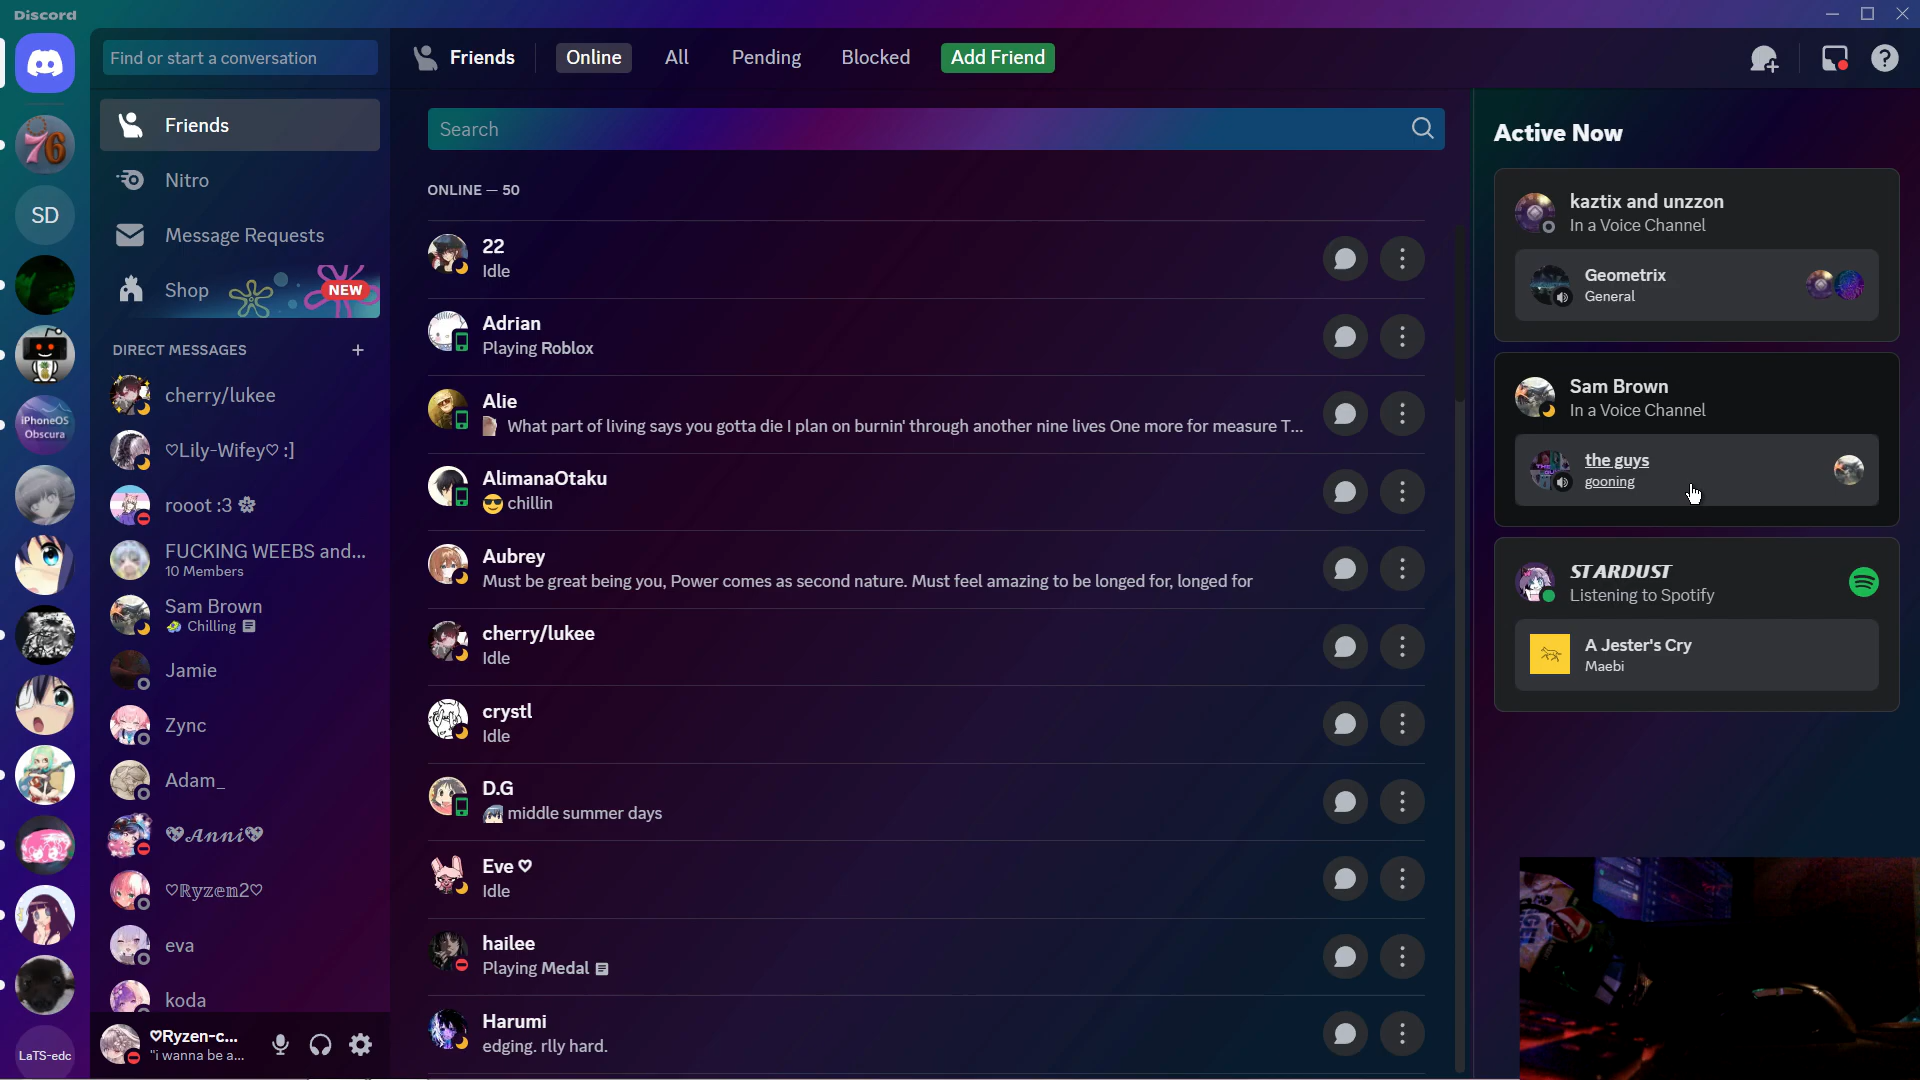 Discord
Find or start a conversation
Friends
Nitro
Message Requests
Shop
NEW
DIRECT MESSAGES
cherry/lukee
♡Lily-Wifey♡ :]
rooot :3
FUCKING WEEBS and...
10 Members
Sam Brown
Chilling
Jamie
Zync
Adam_
💖𝓐𝓷𝓷𝓲💖
♡ℝ𝕪𝕫𝕖𝕟2♡
eva
koda
♡Ryzen-c...
"i wanna be a...
76
SD
iPhoneOS
Obscura
LaTS-edc
Friends
Online
All
Pending
Blocked
Add Friend
Search
ONLINE — 50
22
Idle
Adrian
Playing Roblox
Alie
What part of living says you gotta die I plan on burnin' through another nine lives One more for measure T...
AlimanaOtaku
😎 chillin
Aubrey
Must be great being you, Power comes as second nature. Must feel amazing to be longed for, longed for
cherry/lukee
Idle
crystl
Idle
D.G
middle summer days
Eve ♡
Idle
hailee
Playing Medal
Harumi
edging. rlly hard.
Active Now
kaztix and unzzon
In a Voice Channel
Geometrix
General
Sam Brown
In a Voice Channel
the guys
gooning
STARDUST
Listening to Spotify
A Jester's Cry
Maebi